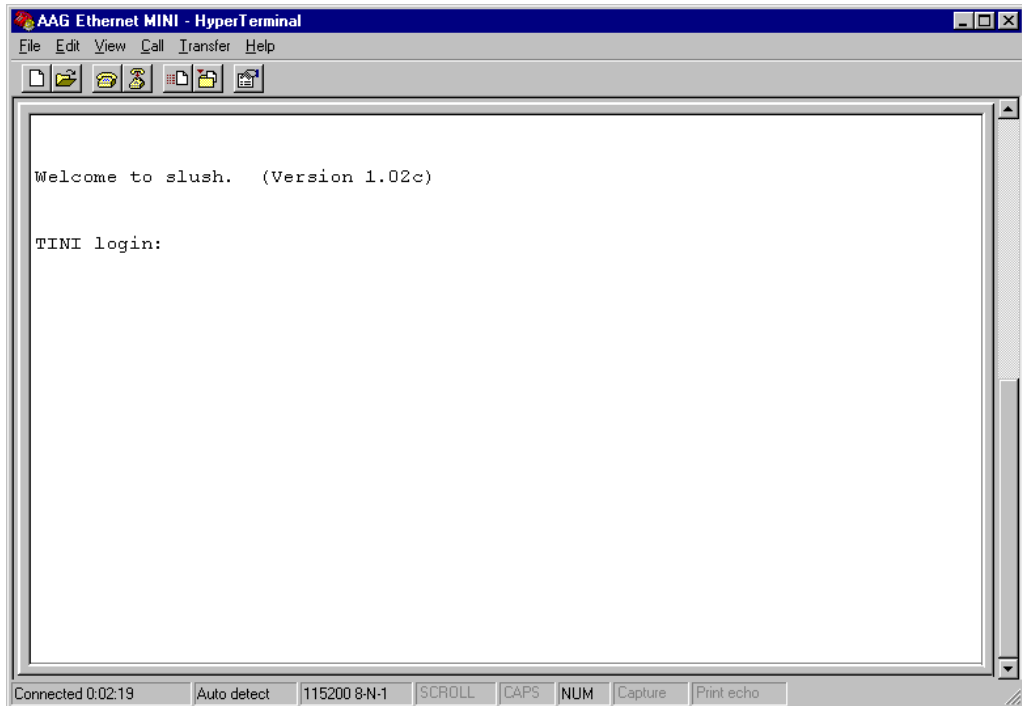 AAG Ethernet MINI - HyperTerminal
File Edit View Call Transfer Help
Welcome to slush. (Version 1.02c)
TINI login:
Connected 0:02:19 Auto detect 115200 8-N-1 SCROLL CAPS NUM Capture Print echo